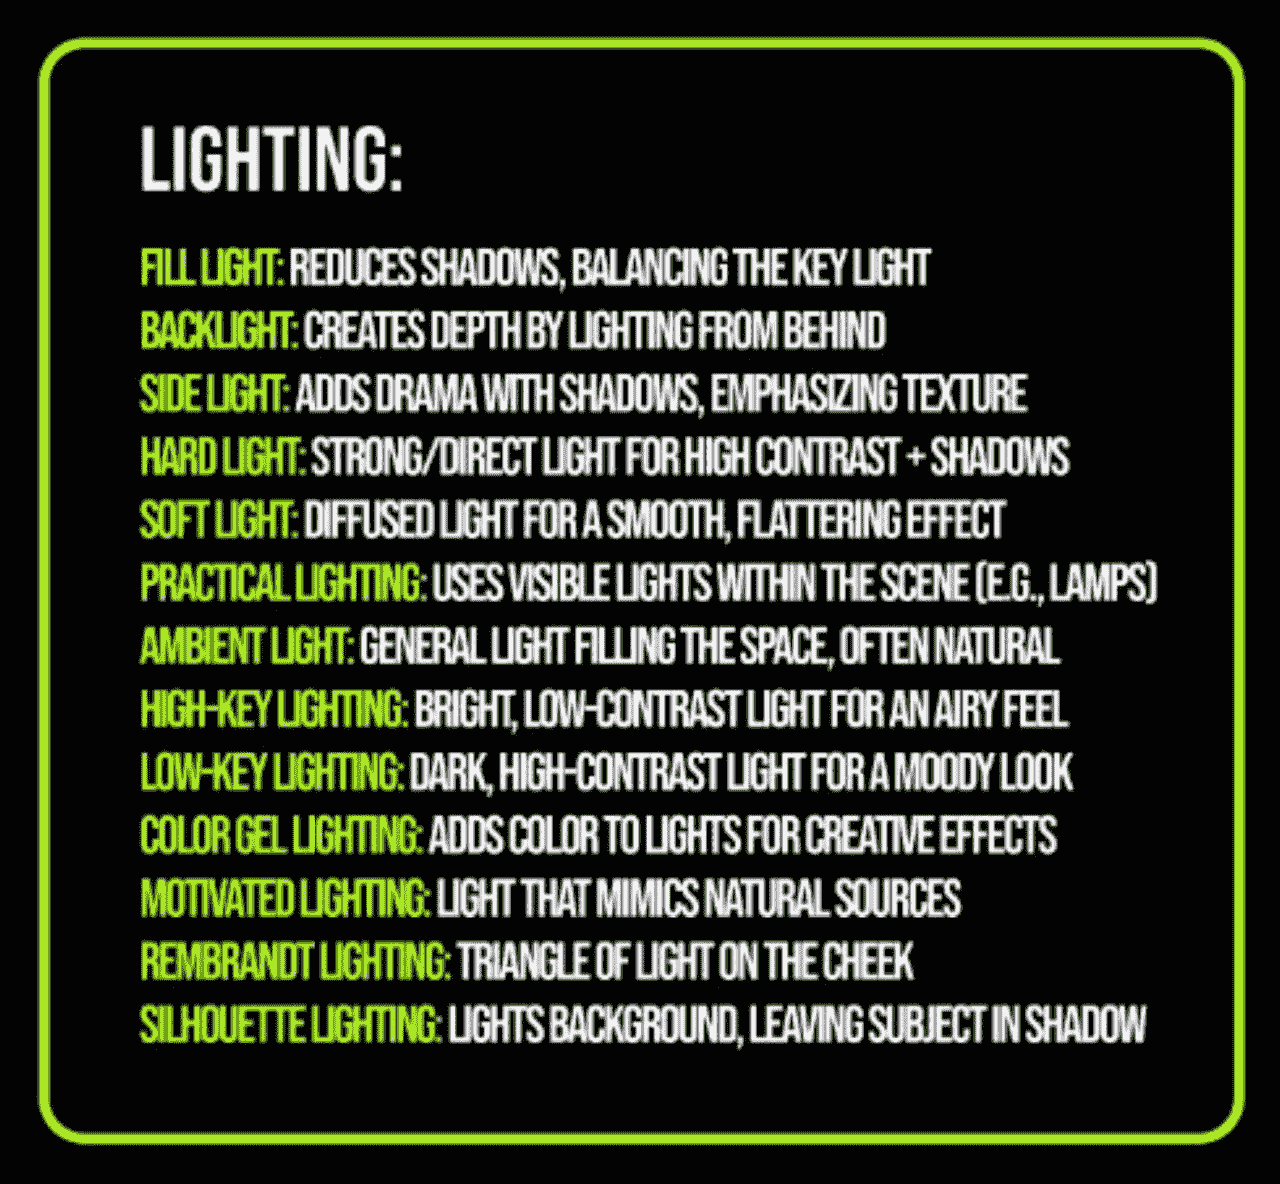 LIGHTING:
FILL LIGHT: REDUCES SHADOWS, BALANCING THE KEY LIGHT
BACKLIGHT: CREATES DEPTH BY LIGHTING FROM BEHIND
SIDE LIGHT: ADDS DRAMA WITH SHADOWS, EMPHASIZING TEXTURE
HARD LIGHT: STRONG/DIRECT LIGHT FOR HIGH CONTRAST + SHADOWS
SOFT LIGHT: DIFFUSED LIGHT FOR A SMOOTH, FLATTERING EFFECT
PRACTICAL LIGHTING: USES VISIBLE LIGHTS WITHIN THE SCENE (E.G., LAMPS)
AMBIENT LIGHT: GENERAL LIGHT FILLING THE SPACE, OFTEN NATURAL
HIGH-KEY LIGHTING: BRIGHT, LOW-CONTRAST LIGHT FOR AN AIRY FEEL
LOW-KEY LIGHTING: DARK, HIGH-CONTRAST LIGHT FOR A MOODY LOOK
COLOR GEL LIGHTING: ADDS COLOR TO LIGHTS FOR CREATIVE EFFECTS
MOTIVATED LIGHTING: LIGHT THAT MIMICS NATURAL SOURCES
REMBRANDT LIGHTING: TRIANGLE OF LIGHT ON THE CHEEK
SILHOUETTE LIGHTING: LIGHTS BACKGROUND, LEAVING SUBJECT IN SHADOW